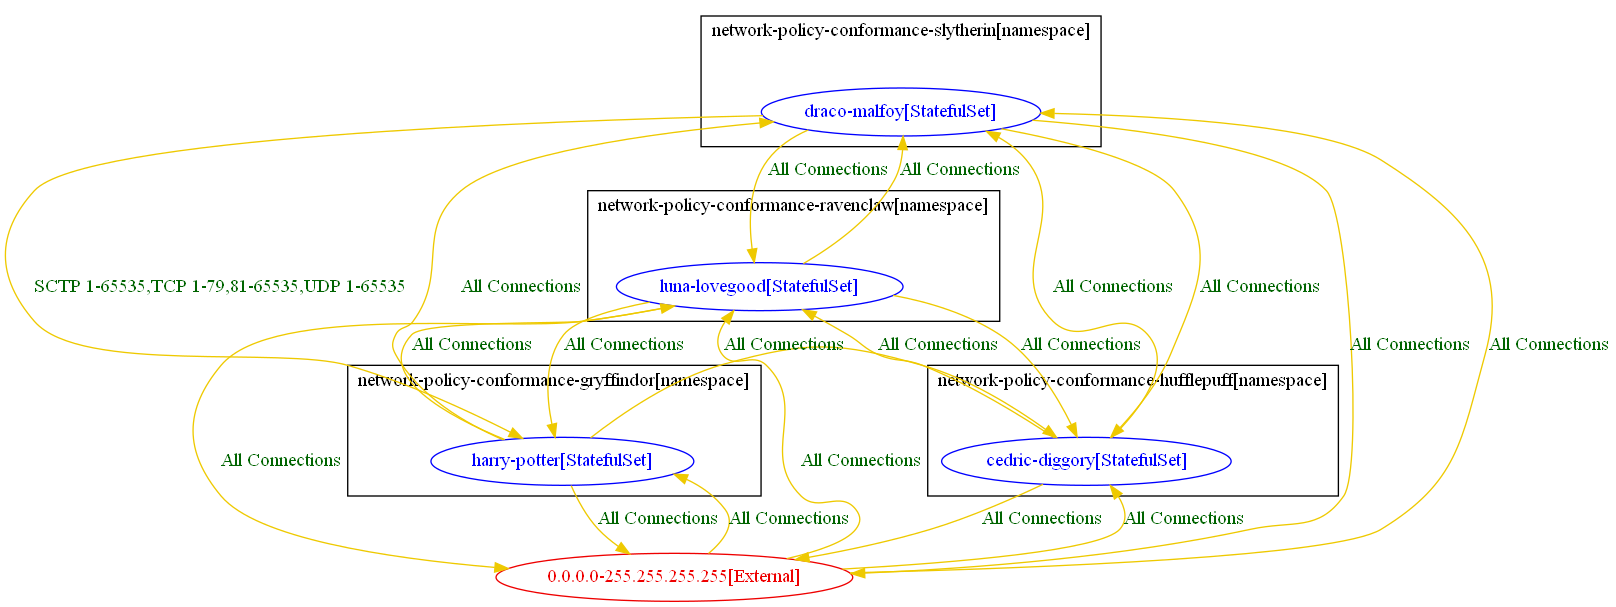 network-policy-conformance-slytherin[namespace]
draco-malfoy[StatefulSet]
All Connections
All Connections
network-policy-conformance-ravenclaw[namespace]
luna-lovegood[StatefulSet]
SCTP 1-65535,TCP 1-79,81-65535,UDP 1-65535
All Connections
All Connections
All Connections
All Connections
All Connections
All Connections
All Connections
All Connections
All Connections
All Connections
network-policy-conformance-gryffindor[namespace]
network-policy-conformance-hufflepuff[namespace]
harry-potter[StatefulSet]
cedric-diggory[StatefulSet]
All Connections
All Connections
All Connections
All Connections
All Connections
All Connections
0.0.0.0-255.255.255.255[External]